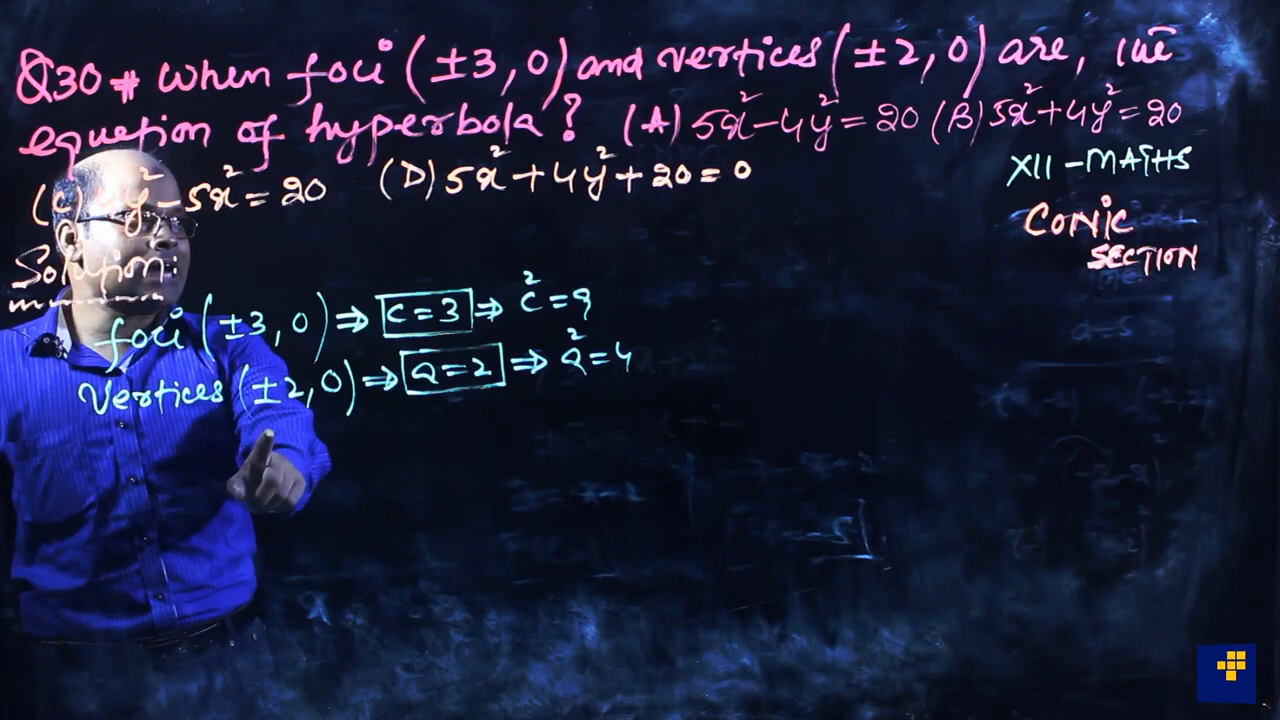 Q30 # When foci (±3, 0) and vertices (±2, 0) are, the
equetion of hyperbola? (A) 5x² - 4y² = 20 (B) 5x² + 4y² = 20
(C) 4y² - 5x² = 20 (D) 5x² + 4y² + 20 = 0
XII - MATHS
CONIC
SECTION
Solution:
foci (±3, 0) ⇒ c = 3 ⇒ c² = 9
Vertices (±2, 0) ⇒ a = 2 ⇒ a² = 4